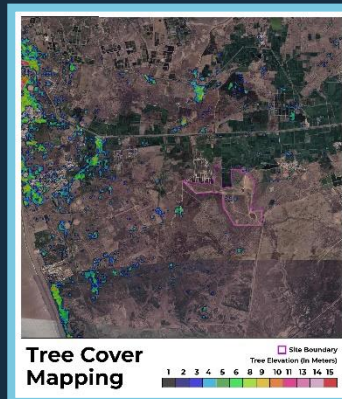 Tree Cover
Mapping
Site Boundary
Tree Elevation (In Meters)
1 2 3 4 5 6 8 9 10 11 13 14 15